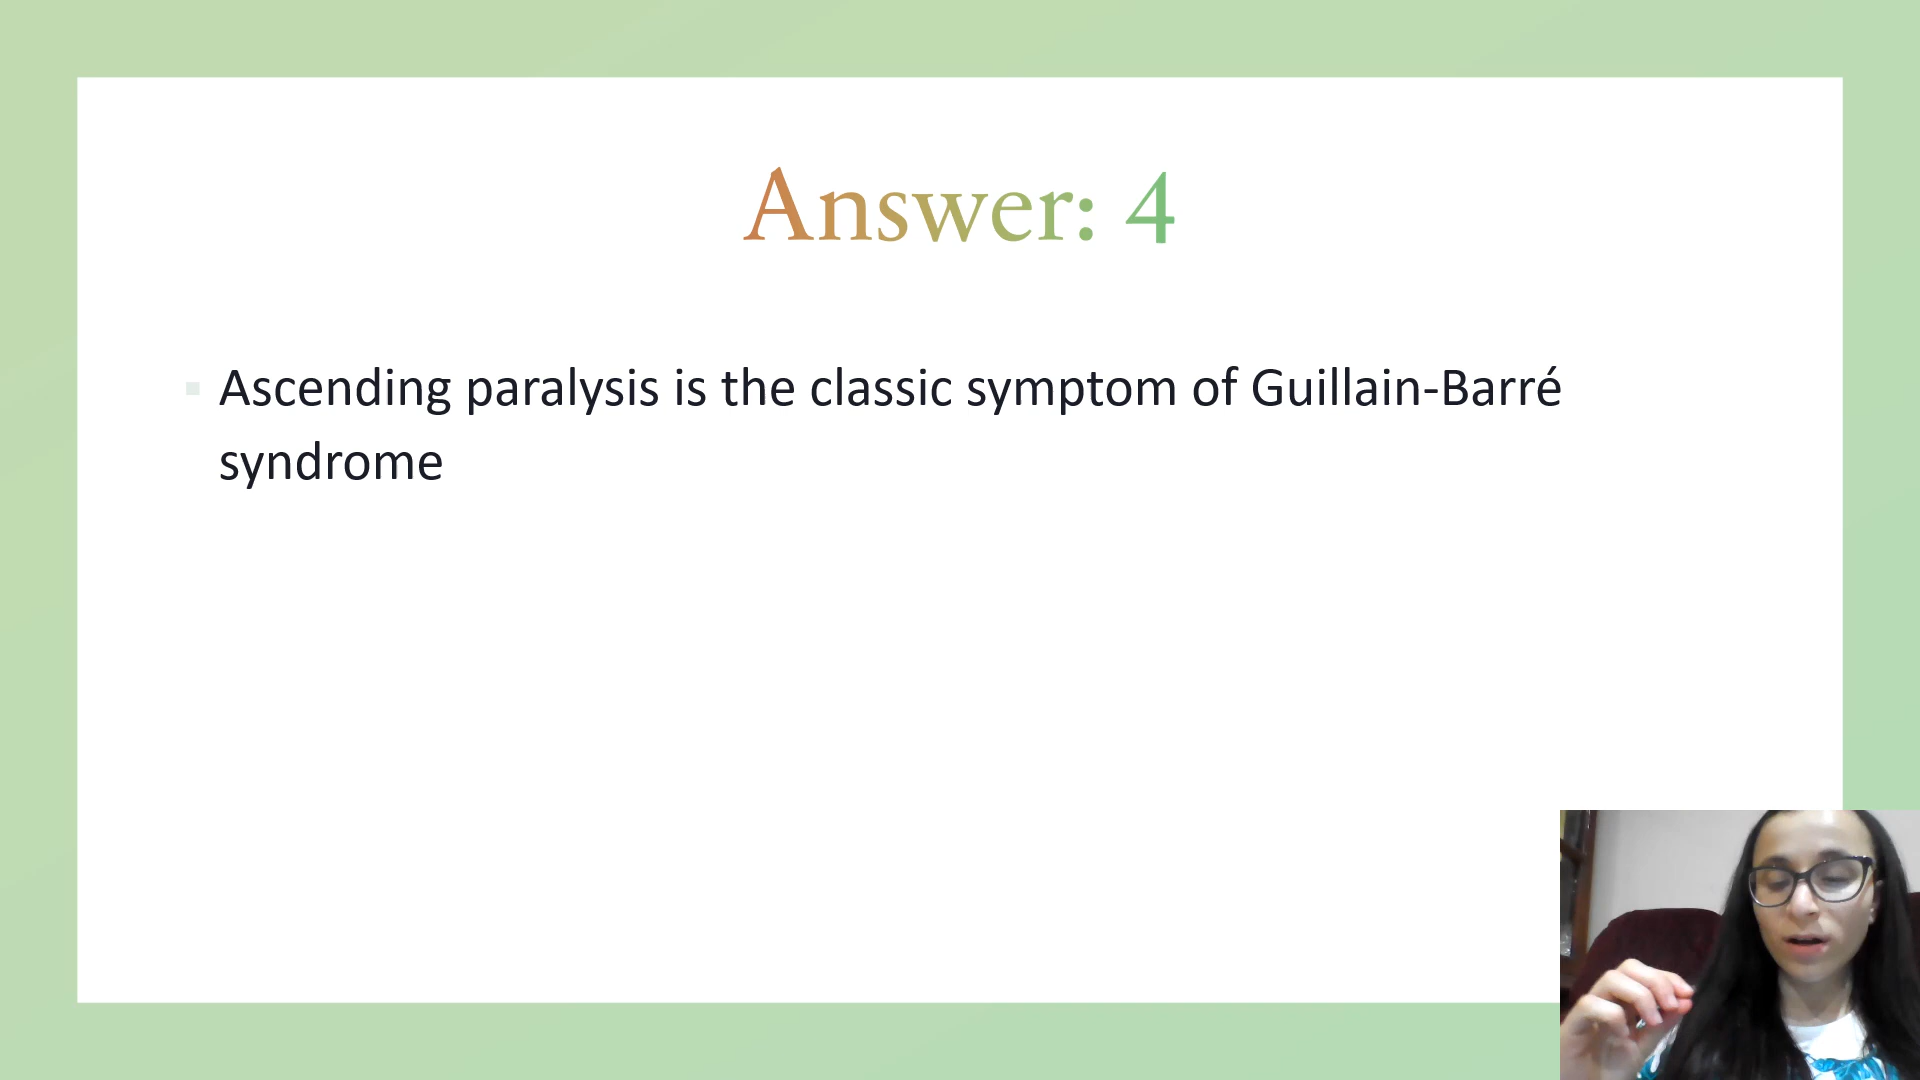 Answer: 4
Ascending paralysis is the classic symptom of Guillain-Barré
syndrome